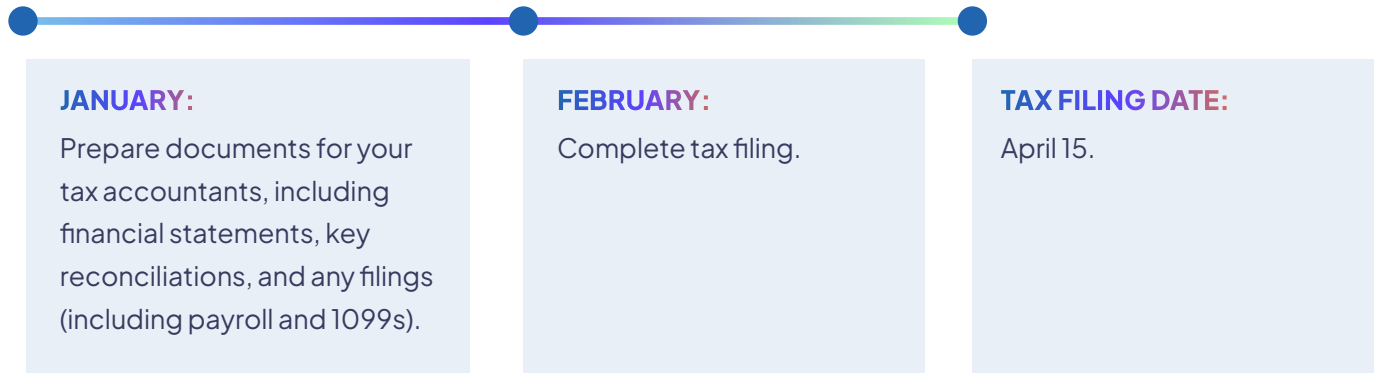 JANUARY:
Prepare documents for your
tax accountants, including
financial statements, key
reconciliations, and any filings
(including payroll and 1099s).
FEBRUARY:
Complete tax filing.
TAX FILING DATE:
April 15.